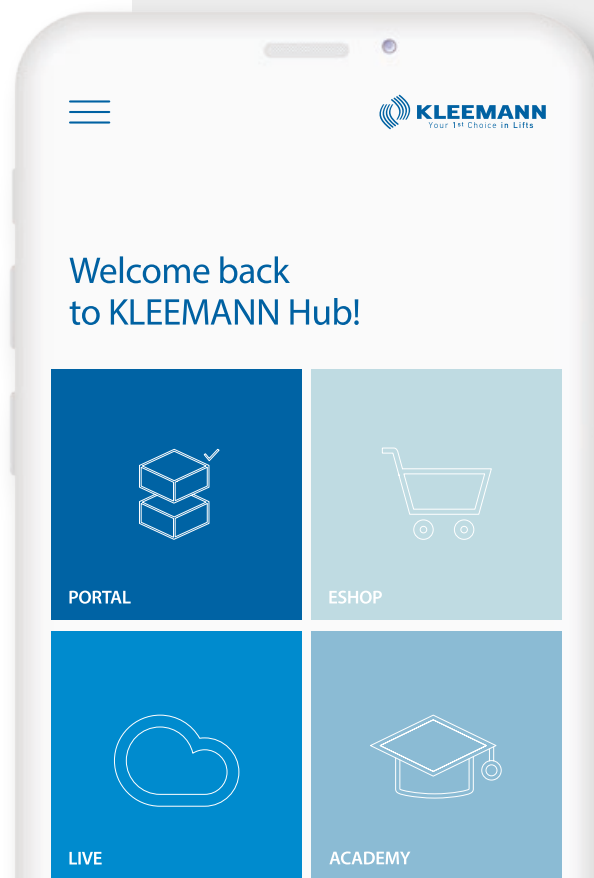 KLEEMANN
Your 1st Choice in Lifts
Welcome back
to KLEEMANN Hub!
PORTAL
ESHOP
LIVE
ACADEMY